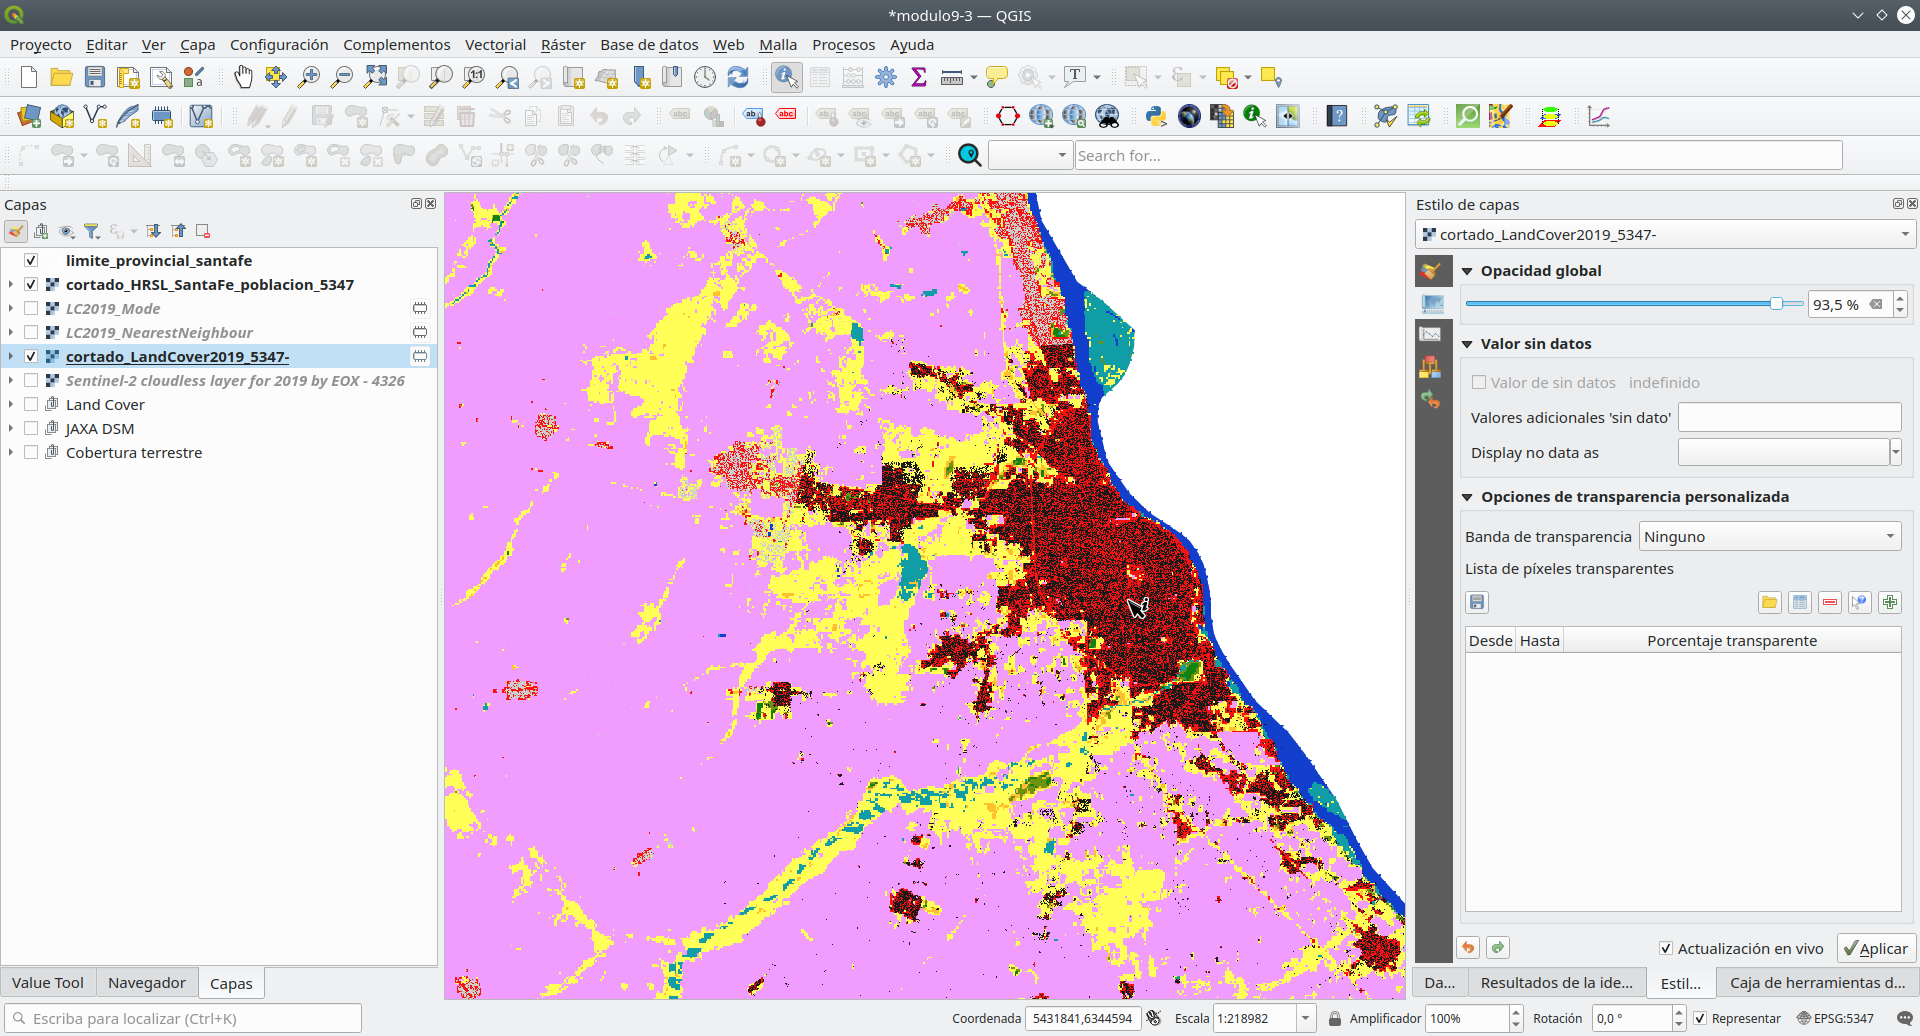 *modulo9-3 — QGIS
Proyecto Editar Ver Capa Configuración Complementos Vectorial Ráster Base de datos Web Malla Procesos Ayuda
Search for...
Capas
limite_provincial_santafe
cortado_HRSL_SantaFe_poblacion_5347
LC2019_Mode
LC2019_NearestNeighbour
cortado_LandCover2019_5347-
Sentinel-2 cloudless layer for 2019 by EOX - 4326
Land Cover
JAXA DSM
Cobertura terrestre
Value Tool Navegador Capas
Estilo de capas
cortado_LandCover2019_5347-
Opacidad global
93,5 %
Valor sin datos
Valor de sin datos indefinido
Valores adicionales 'sin dato'
Display no data as
Opciones de transparencia personalizada
Banda de transparencia Ninguno
Lista de píxeles transparentes
Desde Hasta Porcentaje transparente
Actualización en vivo Aplicar
Da... Resultados de la ide... Estil... Caja de herramientas d...
Escriba para localizar (Ctrl+K) Coordenada 5431841,6344594 Escala 1:218982 Amplificador 100% Rotación 0,0 ° Representar EPSG:5347